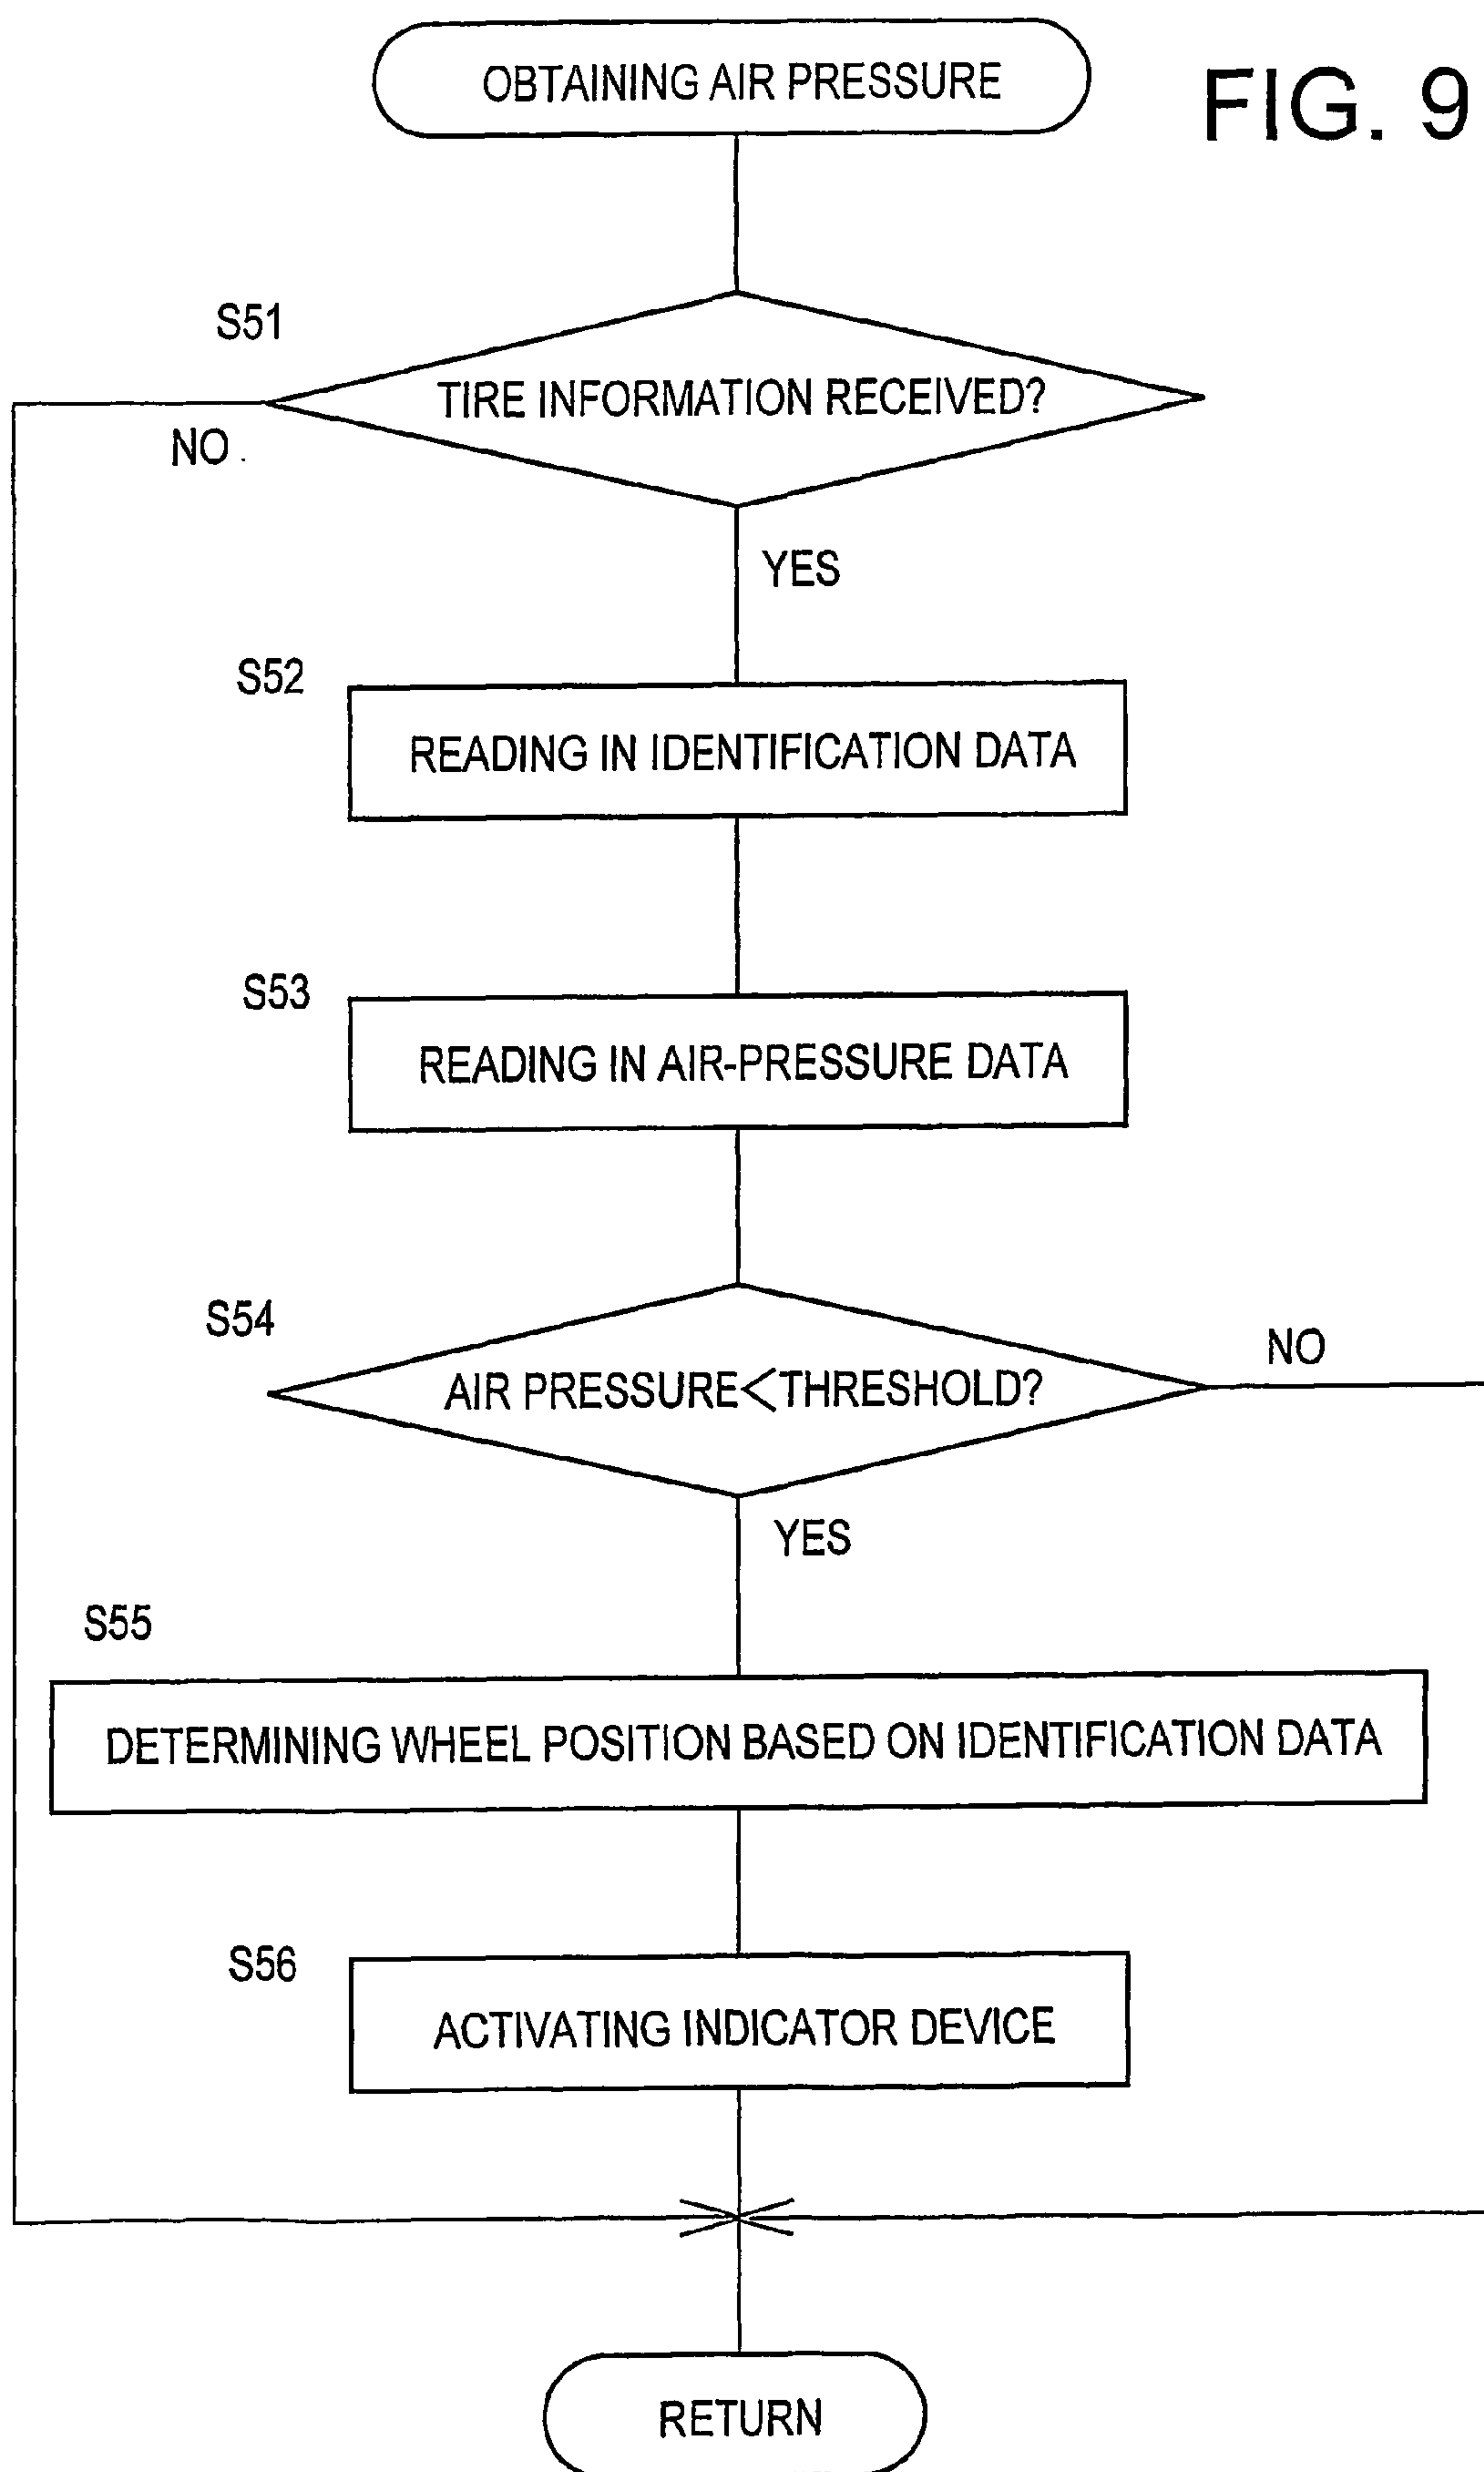 OBTAINING AIR PRESSURE
FIG. 9
S51
TIRE INFORMATION RECEIVED?
NO
YES
S52
READING IN IDENTIFICATION DATA
S53
READING IN AIR-PRESSURE DATA
S54
AIR PRESSURE<THRESHOLD?
NO
YES
S55
DETERMINING WHEEL POSITION BASED ON IDENTIFICATION DATA
S56
ACTIVATING INDICATOR DEVICE
RETURN